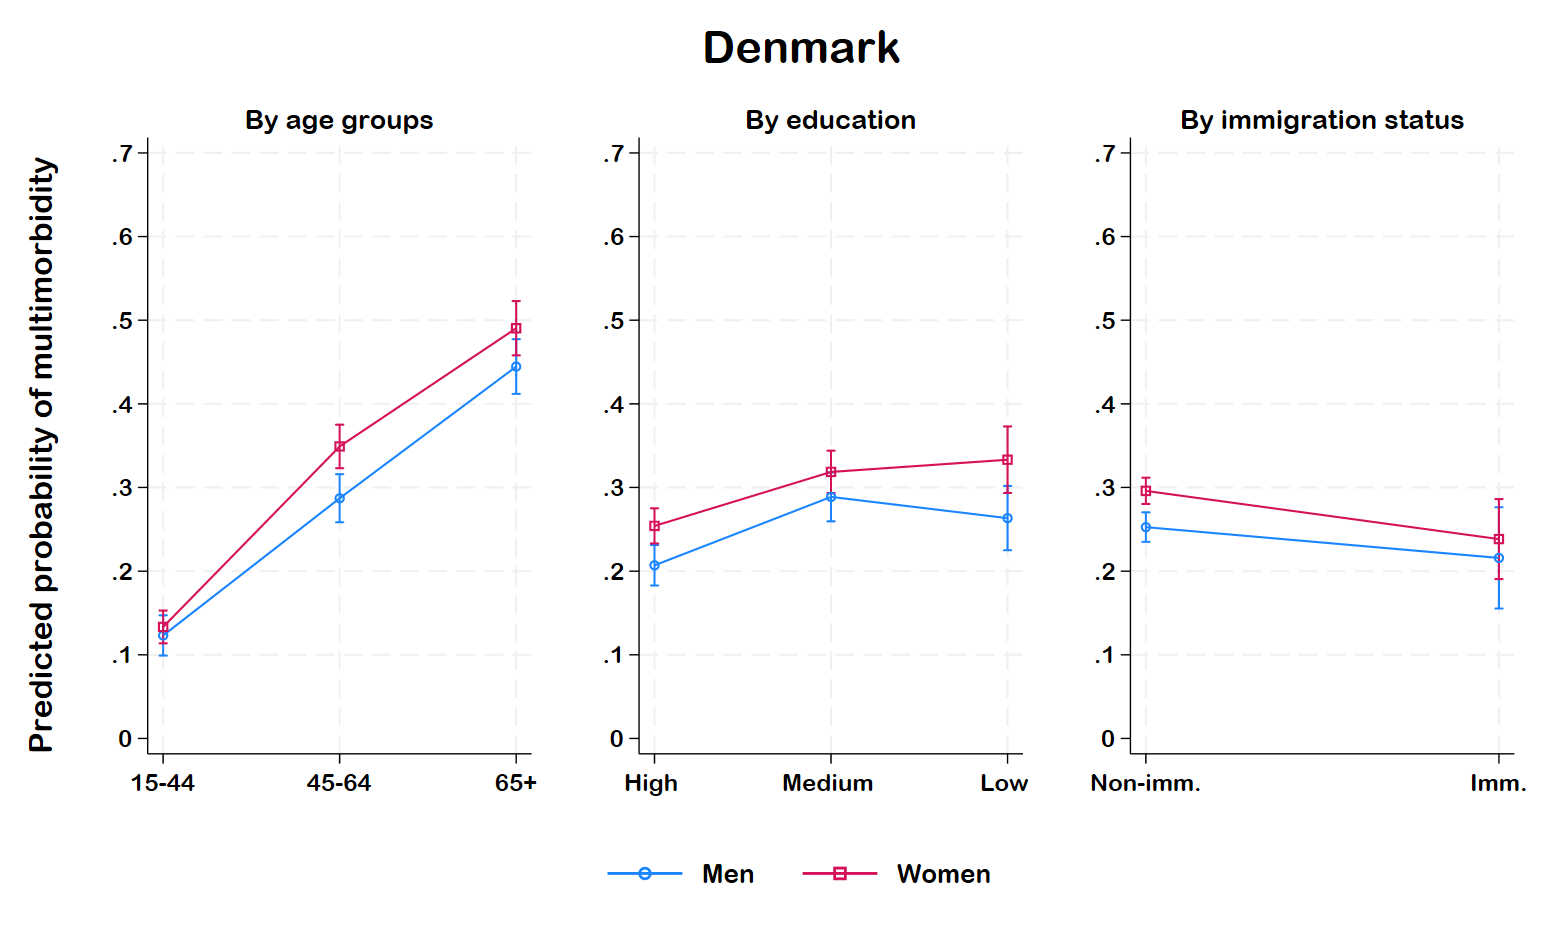 Denmark
By age groups
By education
By immigration status
Predicted probability of multimorbidity
.7
.6
.5
.4
.3
.2
.1
0
15-44
45-64
65+
.7
.6
.5
.4
.3
.2
.1
0
High
Medium
Low
.7
.6
.5
.4
.3
.2
.1
0
Non-imm.
Imm.
Men
Women